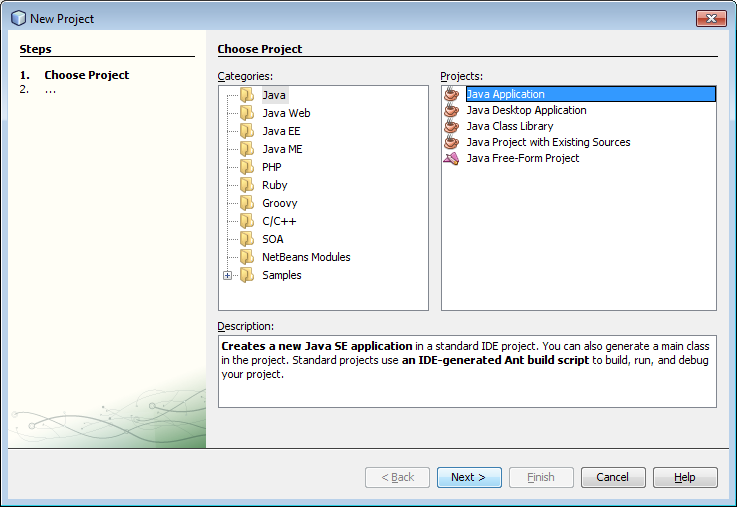 New Project
Steps
1. Choose Project
2. ...
Choose Project
Categories:
Java
Java Web
Java EE
Java ME
PHP
Ruby
Groovy
C/C++
SOA
NetBeans Modules
Samples
Projects:
Java Application
Java Desktop Application
Java Class Library
Java Project with Existing Sources
Java Free-Form Project
Description:
Creates a new Java SE application in a standard IDE project. You can also generate a main class
in the project. Standard projects use an IDE-generated Ant build script to build, run, and debug
your project.
< Back
Next >
Finish
Cancel
Help